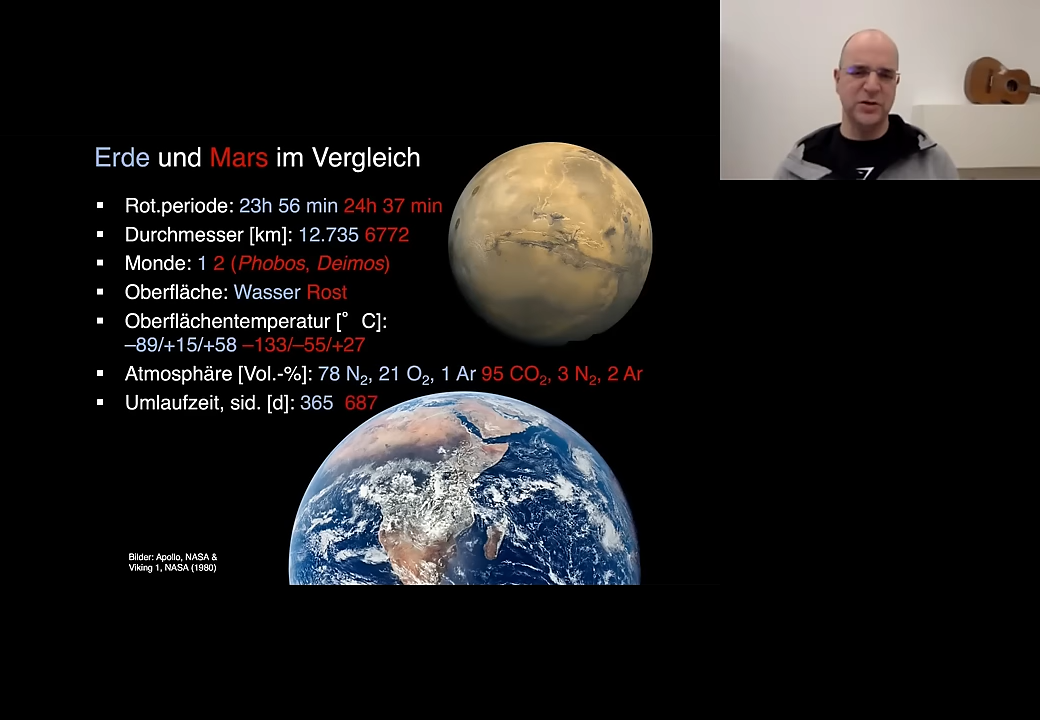 Erde und Mars im Vergleich
▪ Rot.periode: 23h 56 min 24h 37 min
▪ Durchmesser [km]: 12.735 6772
▪ Monde: 1 2 (Phobos, Deimos)
▪ Oberfläche: Wasser Rost
▪ Oberflächentemperatur [° C]:
–89/+15/+58 –133/–55/+27
▪ Atmosphäre [Vol.-%]: 78 N₂, 21 O₂, 1 Ar 95 CO₂, 3 N₂, 2 Ar
▪ Umlaufzeit, sid. [d]: 365 687
Bilder: Apollo, NASA &
Viking 1, NASA (1980)